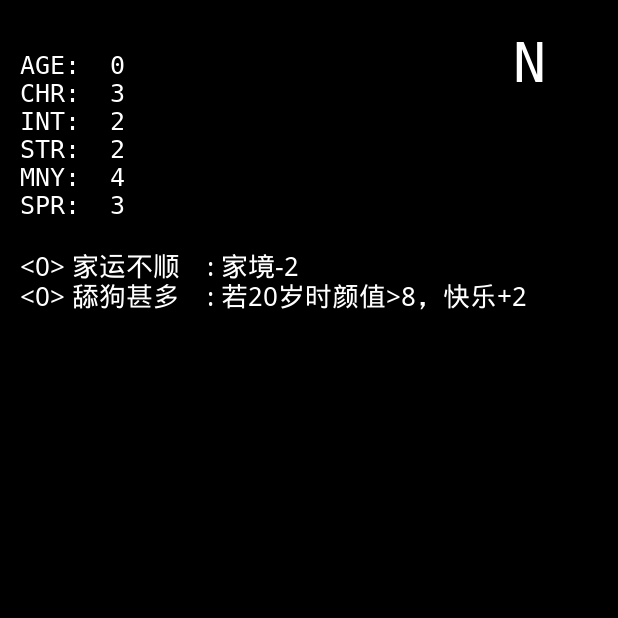 N
AGE: 0
CHR: 3
INT: 2
STR: 2
MNY: 4
SPR: 3
<0> 家运不顺 : 家境-2
<0> 舔狗甚多 : 若20岁时颜值>8，快乐+2